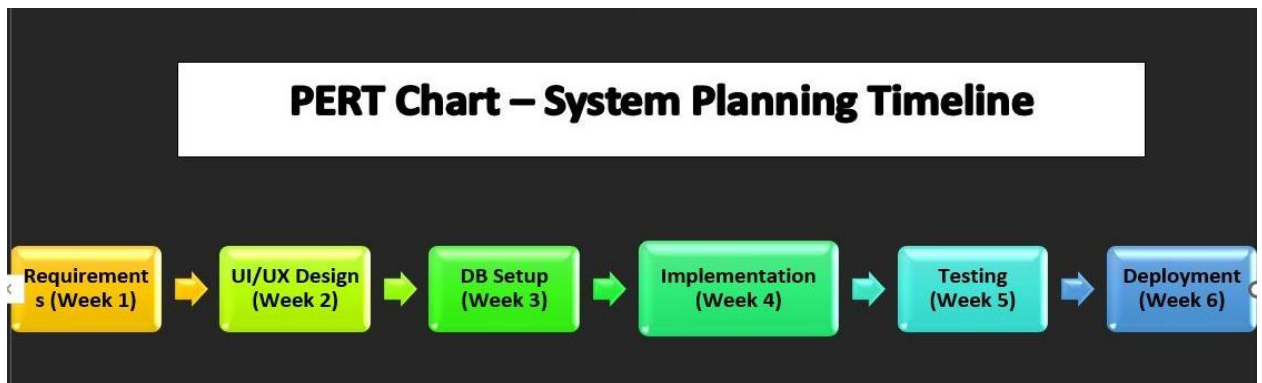 PERT Chart – System Planning Timeline
Requirement
s (Week 1)
UI/UX Design
(Week 2)
DB Setup
(Week 3)
Implementation
(Week 4)
Testing
(Week 5)
Deployment
(Week 6)